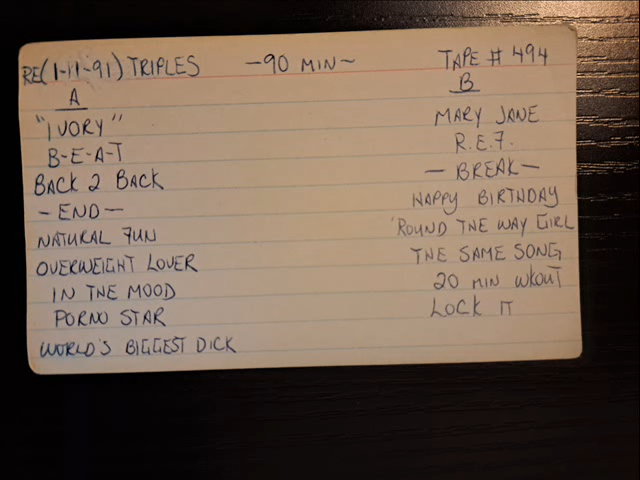 RE(1-11-91) TRIPLES -90 MIN~ TAPE # 494
A
"IVORY"
B-E-A-T
BACK 2 BACK
-END-
NATURAL FUN
OVERWEIGHT LOVER
IN THE MOOD
PORNO STAR
WORLD'S BIGGEST DICK
B
MARY JANE
R.E.F.
-BREAK-
HAPPY BIRTHDAY
'ROUND THE WAY GIRL
THE SAME SONG
20 MIN WKOUT
LOCK IT